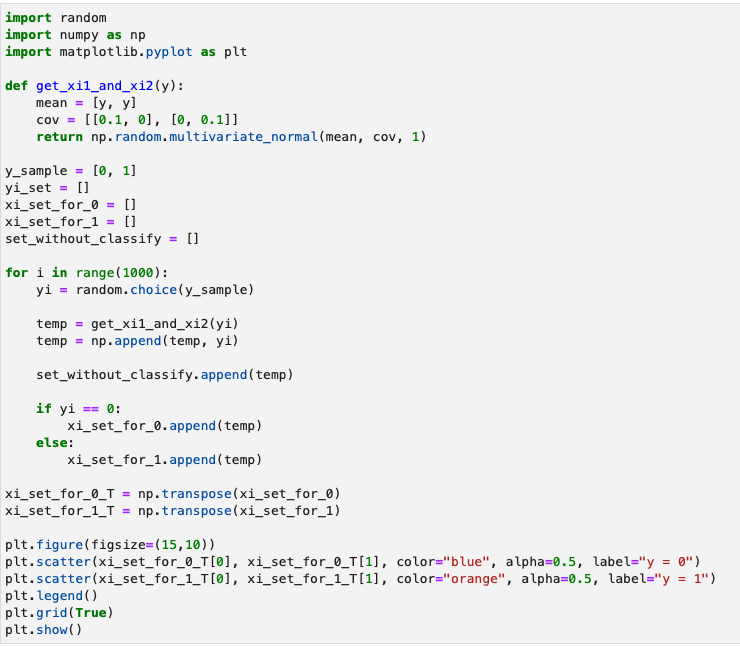 import random
import numpy as np
import matplotlib.pyplot as plt

def get_xi1_and_xi2(y):
    mean = [y, y]
    cov = [[0.1, 0], [0, 0.1]]
    return np.random.multivariate_normal(mean, cov, 1)

y_sample = [0, 1]
yi_set = []
xi_set_for_0 = []
xi_set_for_1 = []
set_without_classify = []

for i in range(1000):
    yi = random.choice(y_sample)

    temp = get_xi1_and_xi2(yi)
    temp = np.append(temp, yi)

    set_without_classify.append(temp)

    if yi == 0:
        xi_set_for_0.append(temp)
    else:
        xi_set_for_1.append(temp)

xi_set_for_0_T = np.transpose(xi_set_for_0)
xi_set_for_1_T = np.transpose(xi_set_for_1)

plt.figure(figsize=(15,10))
plt.scatter(xi_set_for_0_T[0], xi_set_for_0_T[1], color="blue", alpha=0.5, label="y = 0")
plt.scatter(xi_set_for_1_T[0], xi_set_for_1_T[1], color="orange", alpha=0.5, label="y = 1")
plt.legend()
plt.grid(True)
plt.show()